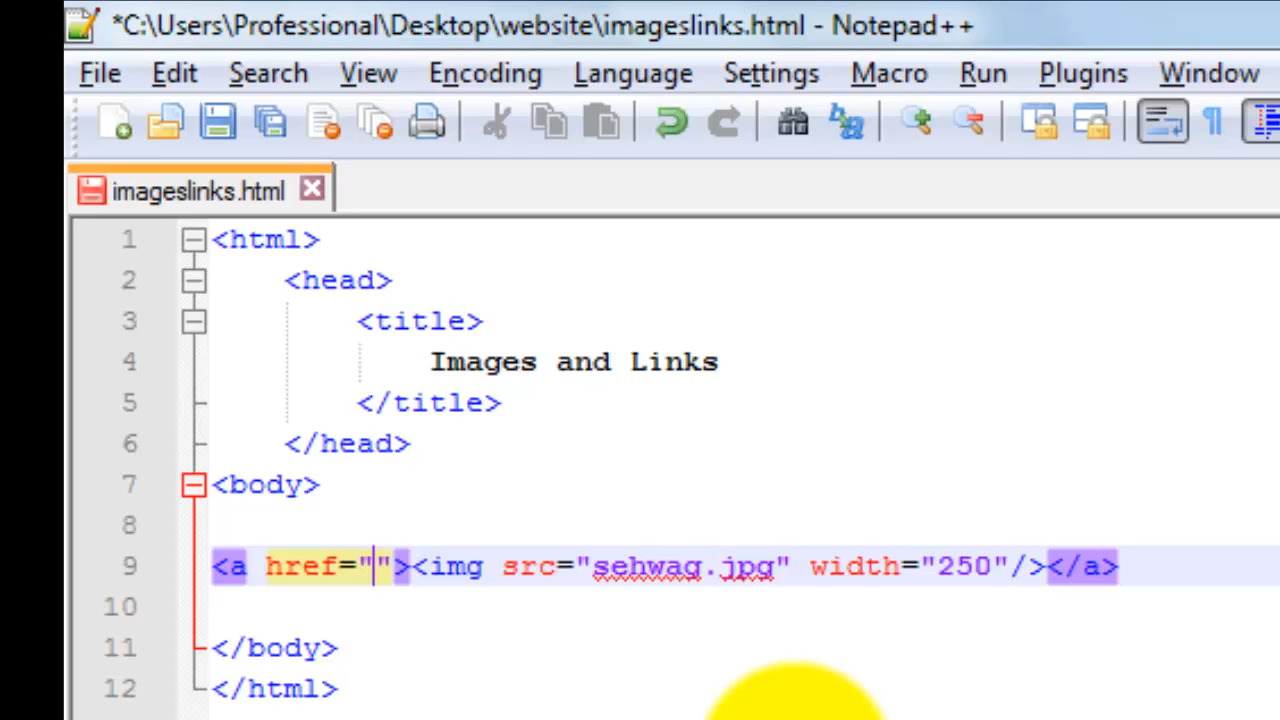 *C:\Users\Professional\Desktop\website\imageslinks.html - Notepad++
File Edit Search View Encoding Language Settings Macro Run Plugins Window
imageslinks.html
1 <html>
2 <head>
3 <title>
4 Images and Links
5 </title>
6 </head>
7 <body>
8
9 <a href=""><img src="sehwag.jpg" width="250"/></a>
10
11 </body>
12 </html>